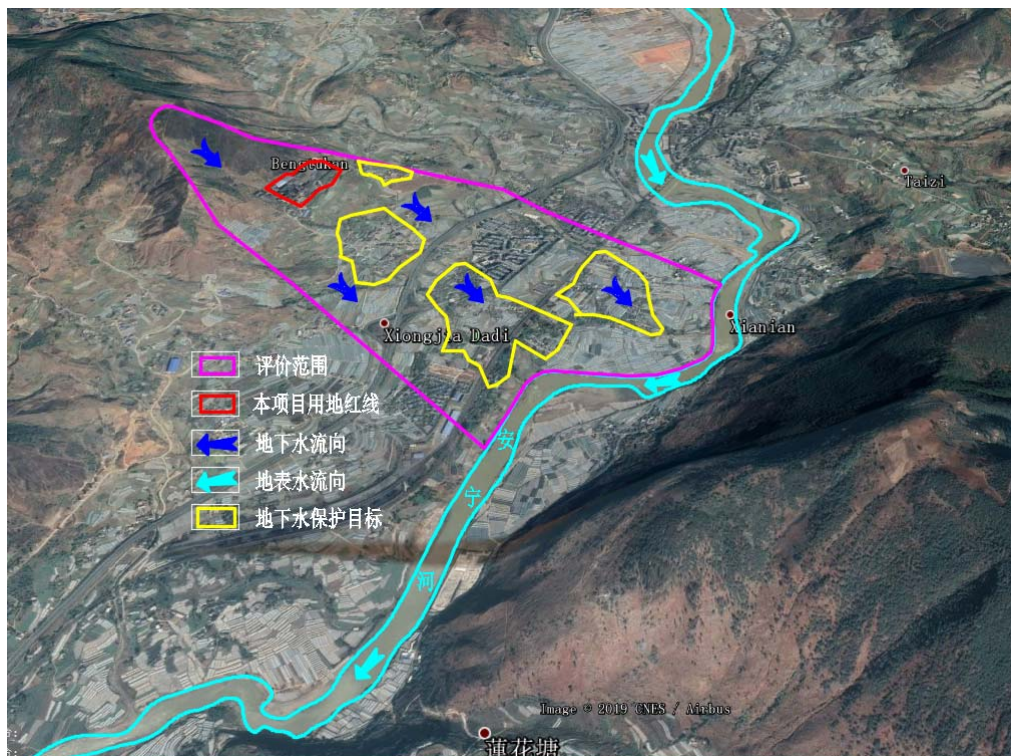 Bengtukan
Taizi
Xianian
Xiongjia Dadi
评价范围
本项目用地红线
地下水流向
地表水流向
地下水保护目标
安
宁
河
Image © 2019 CNES / Airbus
蓮花塘